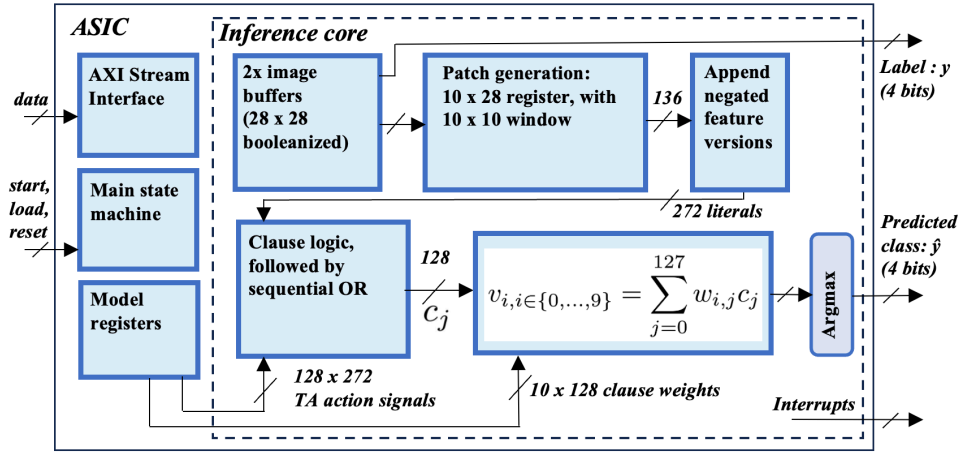 ASIC
Inference core
AXI Stream
Interface
data
2x image
buffers
(28 x 28
booleanized)
Patch generation:
10 x 28 register, with
10 x 10 window
136
Append
negated
feature
versions
Label : y
(4 bits)
start,
load,
reset
Main state
machine
272 literals
Clause logic,
followed by
sequential OR
128
c_j
v_{i,i∈{0,...,9}} = \sum_{j=0}^{127} w_{i,j}c_j
Argmax
Predicted
class: ŷ
(4 bits)
Model
registers
128 x 272
TA action signals
10 x 128 clause weights
Interrupts